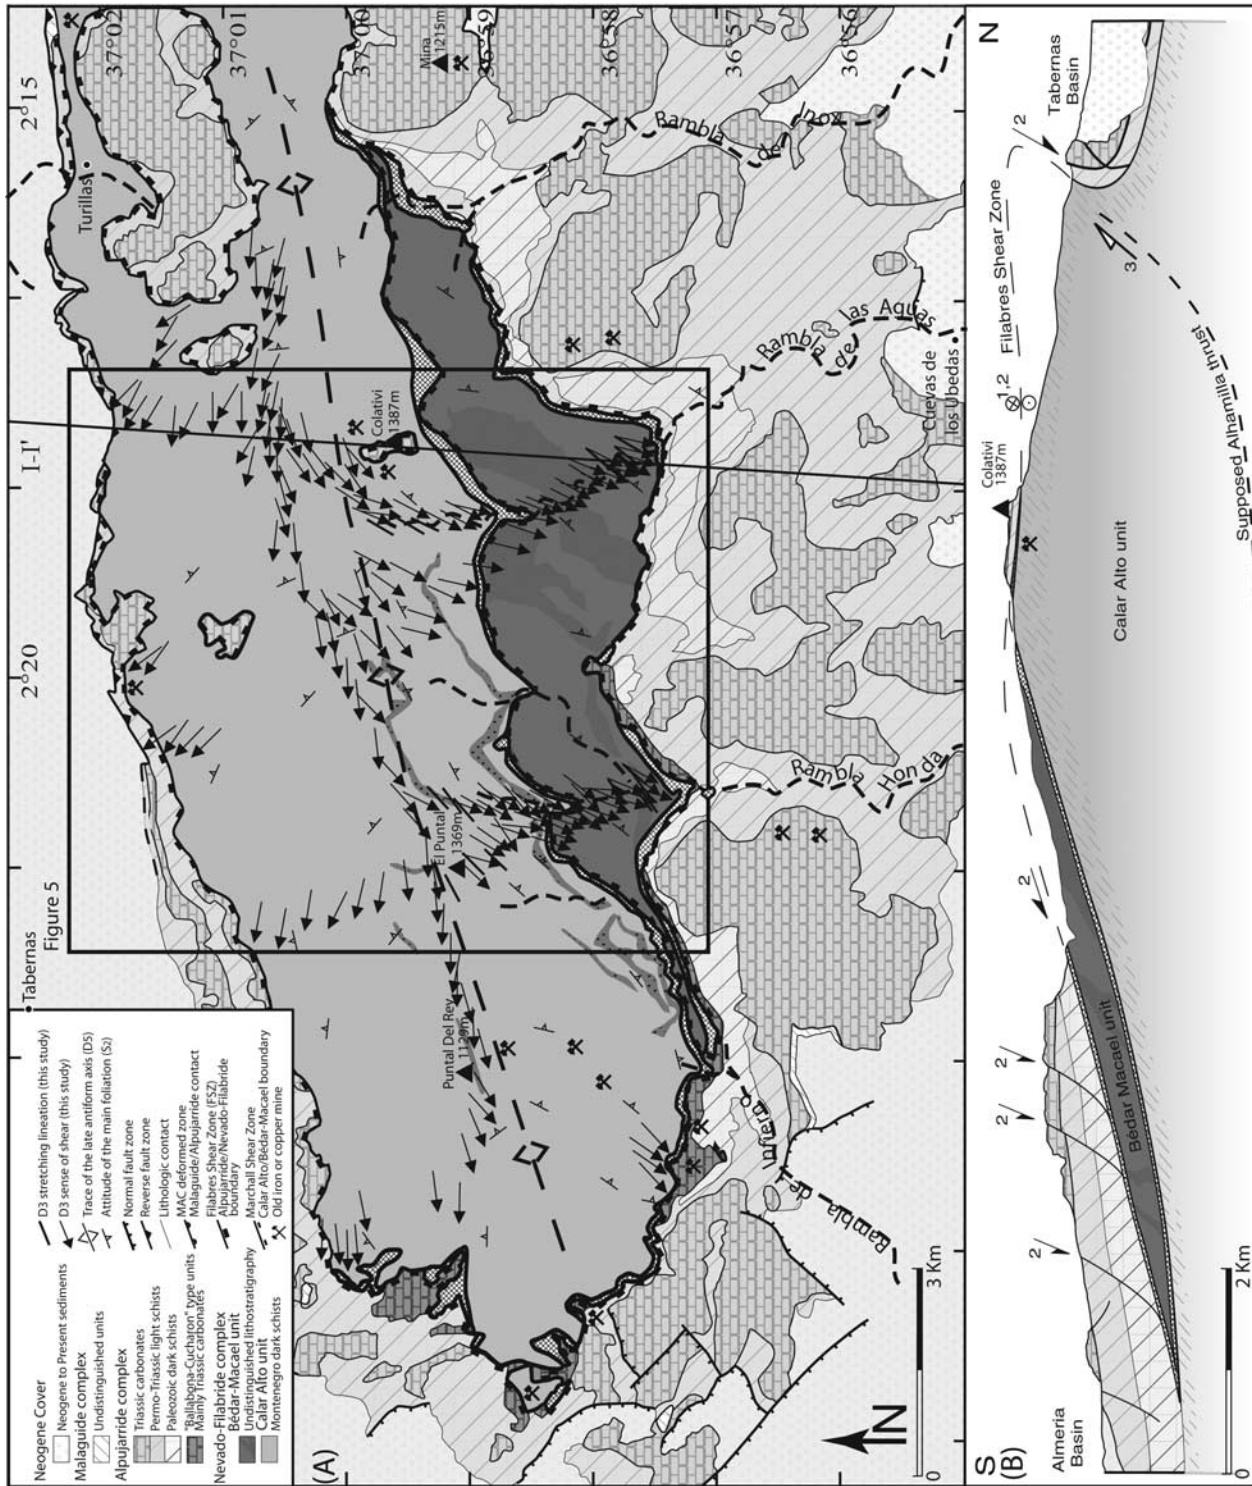 Neogene Cover
Neogene to Present sediments
Malaguide complex
Undistinguished units
Alpujarride complex
Triassic carbonates
Permo-Triassic light schists
Paleozoic dark schists
"Ballabona-Cucharon" type units
Mainly Triassic carbonates
Nevado-Filabride complex
Bédar-Macael unit
Undistinguished lithostratigraphy
Calar Alto unit
Montenegro dark schists
D3 stretching lineation (this study)
D3 sense of shear (this study)
Trace of the late antiform axis (D5)
Attitude of the main foliation (S2)
Normal fault zone
Reverse fault zone
Lithologic contact
MAC deformed zone
Malaguide/Alpujarride contact
Filabres Shear Zone (FSZ)
Alpujarride/Nevado-Filabride
boundary
Marchall Shear Zone
Calar Alto/Bédar-Macael boundary
Old iron or copper mine
(A)
N
0 3 Km
Tabernas
Figure 5
2°20
1-1'
2°15
37°02
37°01
37°00
36°59
36°58
36°57
36°56
Turillas
Mina
1215m
Colativi
1387m
El Puntal
1369m
Puntal Del Rey
Rambla de Inox
Rambla de las Aguas
Cuevas de
los Ubedas
Rambla Honda
Rambla de Infierno
S
(B)
N
Almeria
Basin
2
2
2
2
Colativi
1387m
1,2
Filabres Shear Zone
2
Tabernas
Basin
3
Bédar Macael unit
Calar Alto unit
Supposed Alhamilla thrust
0 2 Km